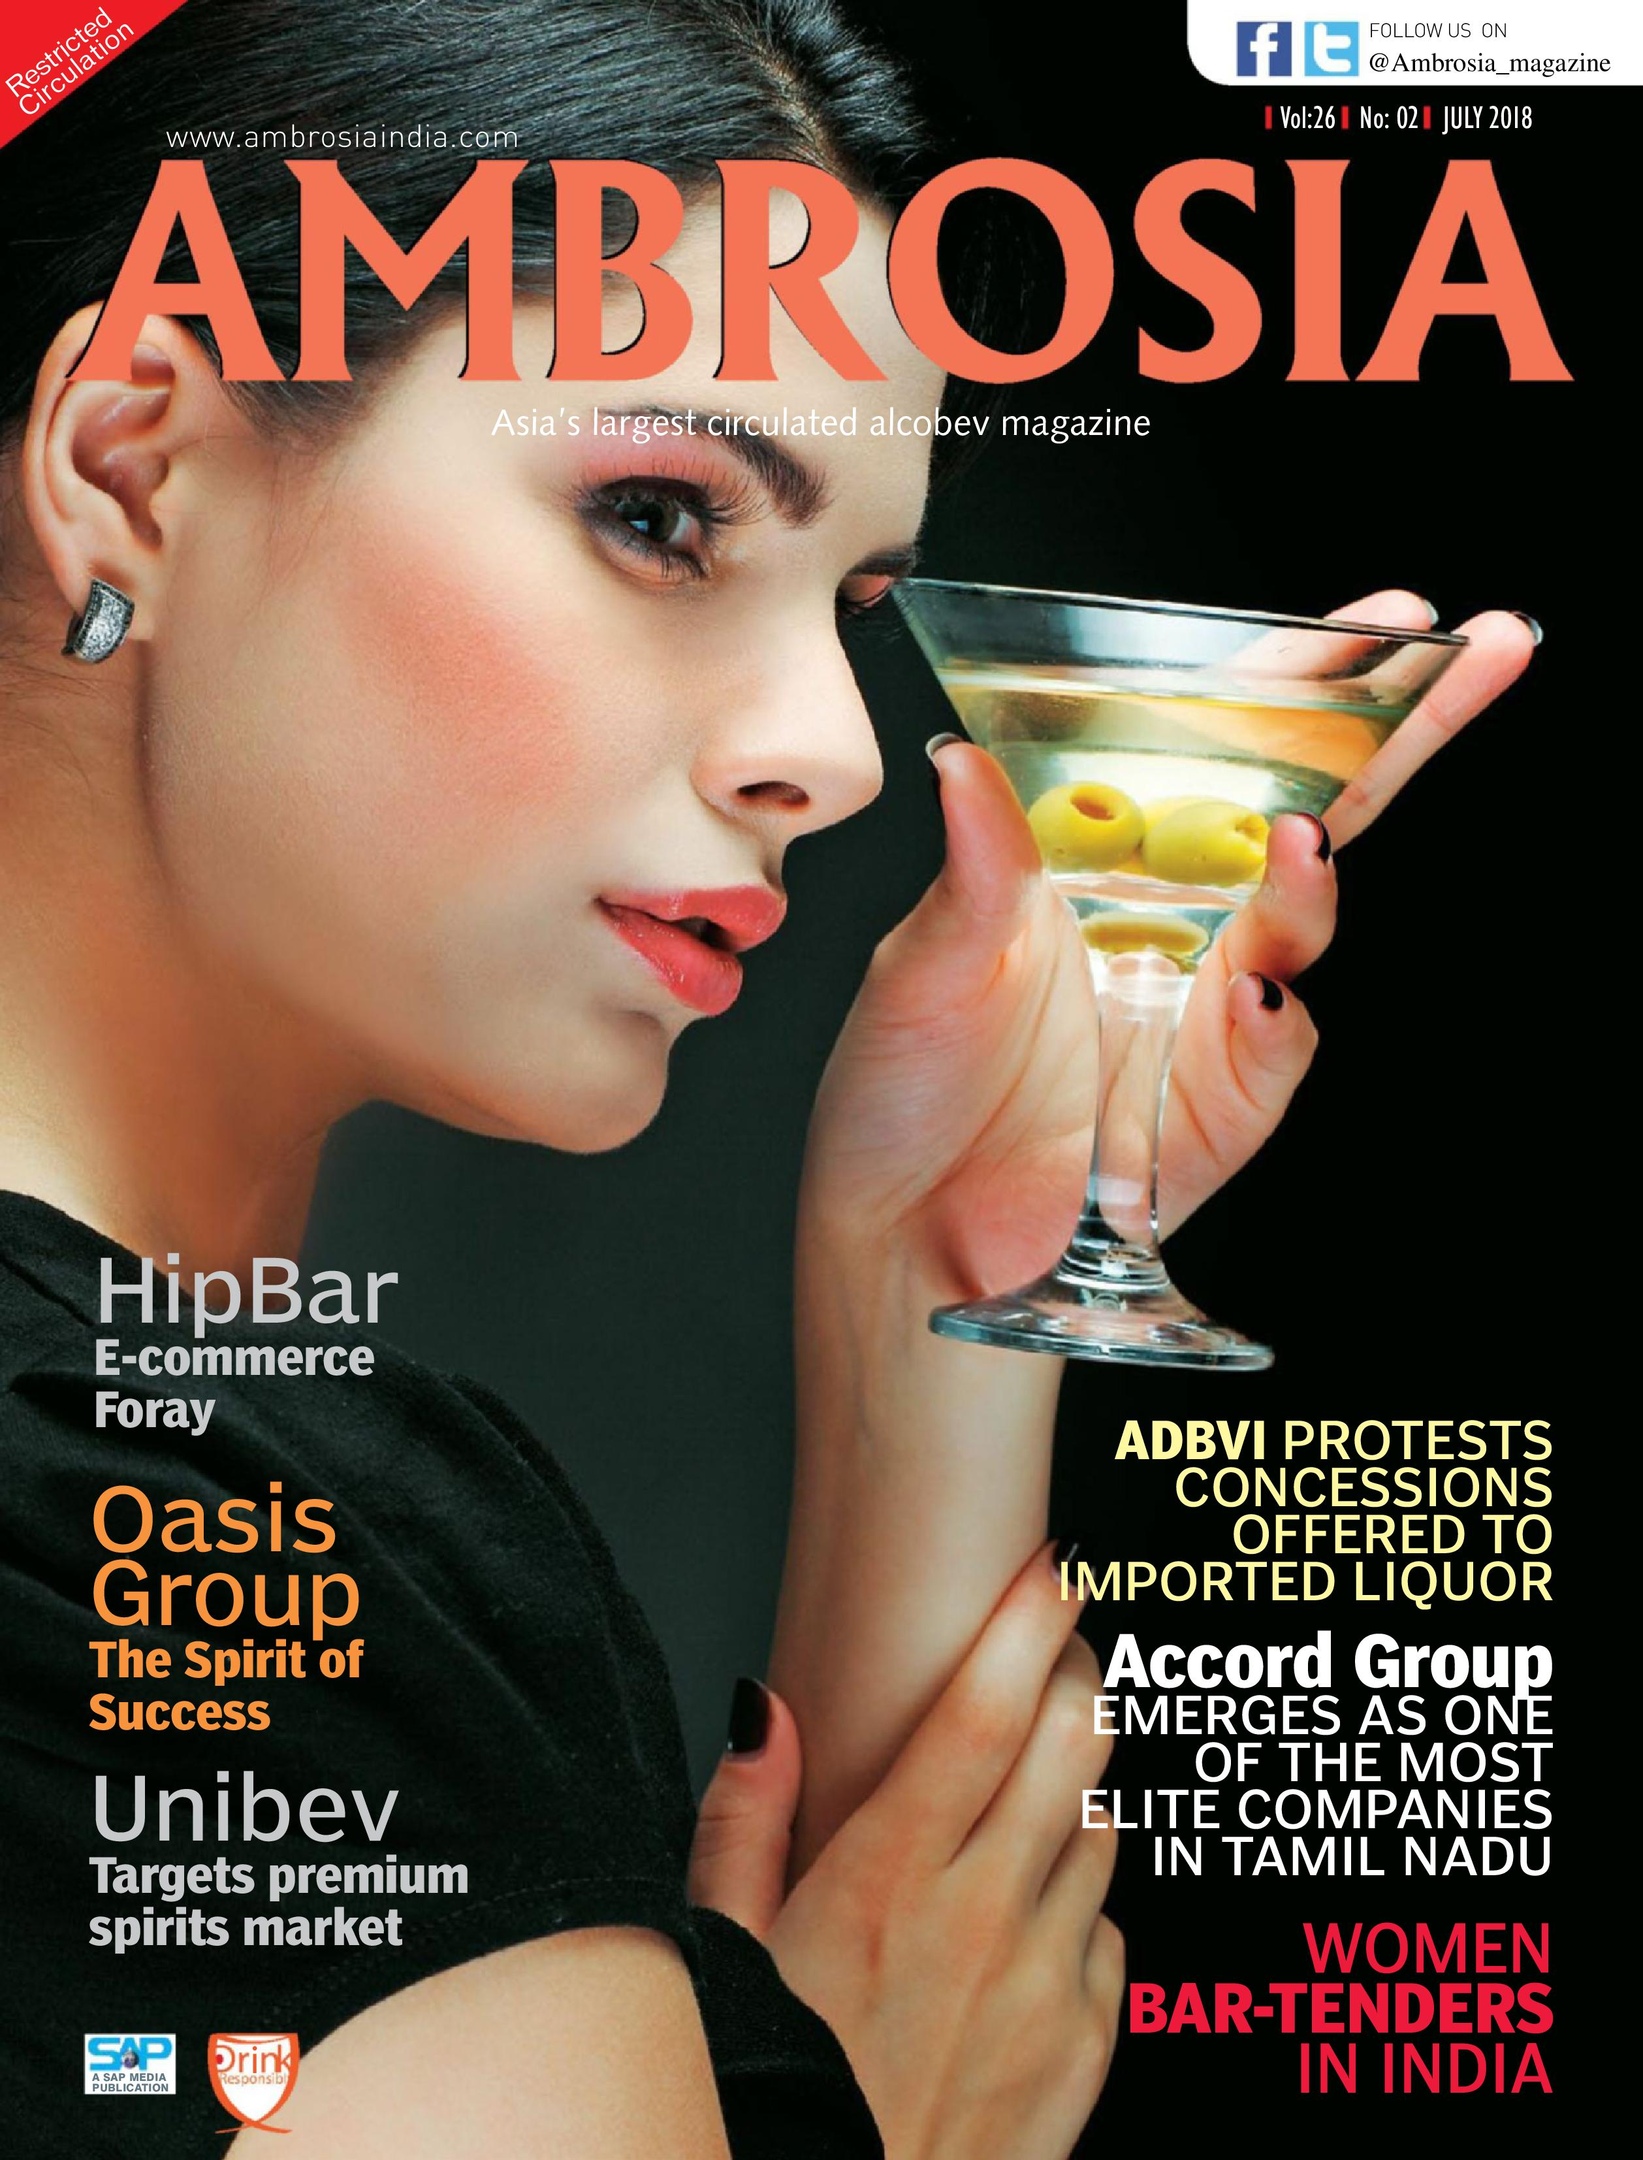 Restricted
Circulation
FOLLOW US ON
@Ambrosia_magazine
Vol:26 No: 02 JULY 2018
www.ambrosiaindia.com
AMBROSIA
Asia's largest circulated alcobev magazine
HipBar
E-commerce
Foray
Oasis
Group
The Spirit of
Success
Unibev
Targets premium
spirits market
ADBVI PROTESTS
CONCESSIONS
OFFERED TO
IMPORTED LIQUOR
Accord Group
EMERGES AS ONE
OF THE MOST
ELITE COMPANIES
IN TAMIL NADU
WOMEN
BAR-TENDERS
IN INDIA
SAP
A SAP MEDIA
PUBLICATION
Drink
Responsibl